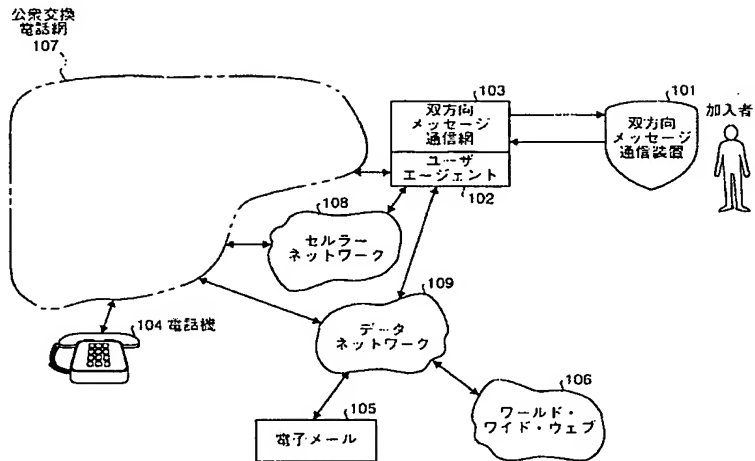 公衆交換
電話網
107
103
双方向
メッセージ
通信網
ユーザ
エージェント
102
101
双方向
メッセージ
通信装置
加入者
108
セルラー
ネットワーク
109
データ
ネットワーク
104 電話機
105
電子メール
106
ワールド・
ワイド・ウェブ